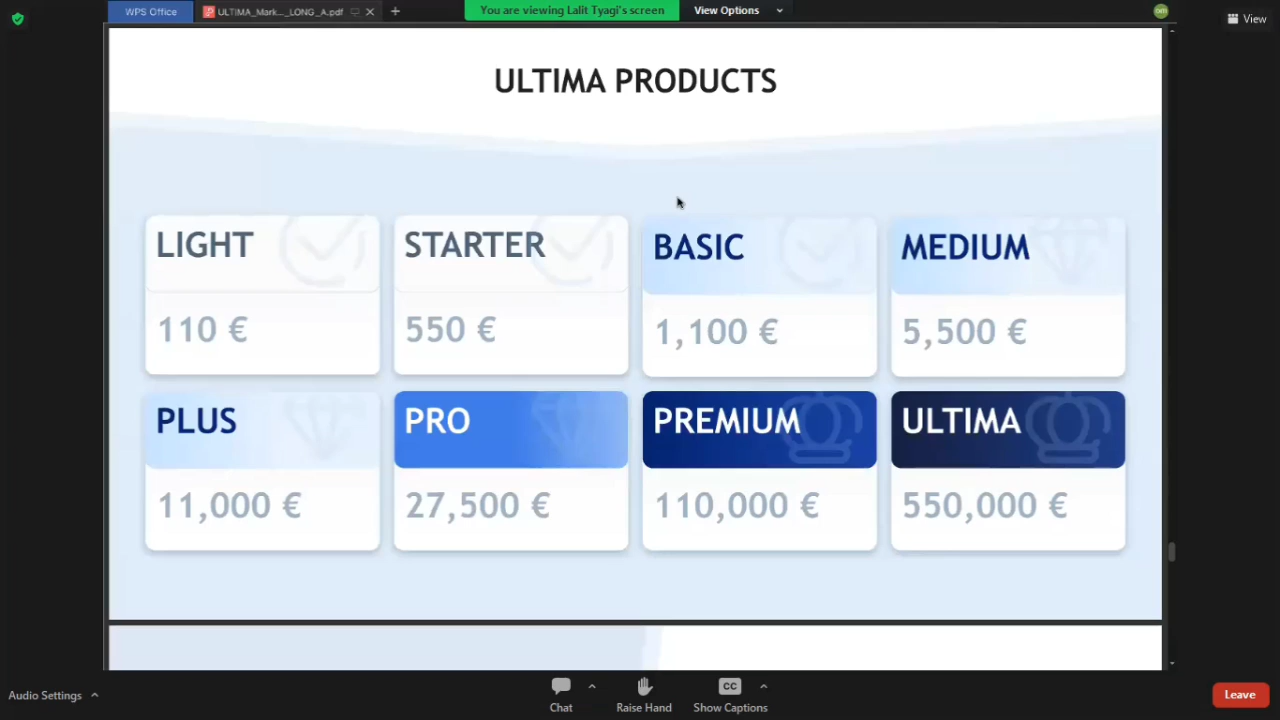 WPS Office
ULTIMA_Mark..._LONG_A.pdf
You are viewing Lalit Tyagi's screen
View Options
om
View
ULTIMA PRODUCTS
LIGHT
STARTER
BASIC
MEDIUM
110 €
550 €
1,100 €
5,500 €
PLUS
PRO
PREMIUM
ULTIMA
11,000 €
27,500 €
110,000 €
550,000 €
Audio Settings
Chat
Raise Hand
CC
Show Captions
Leave